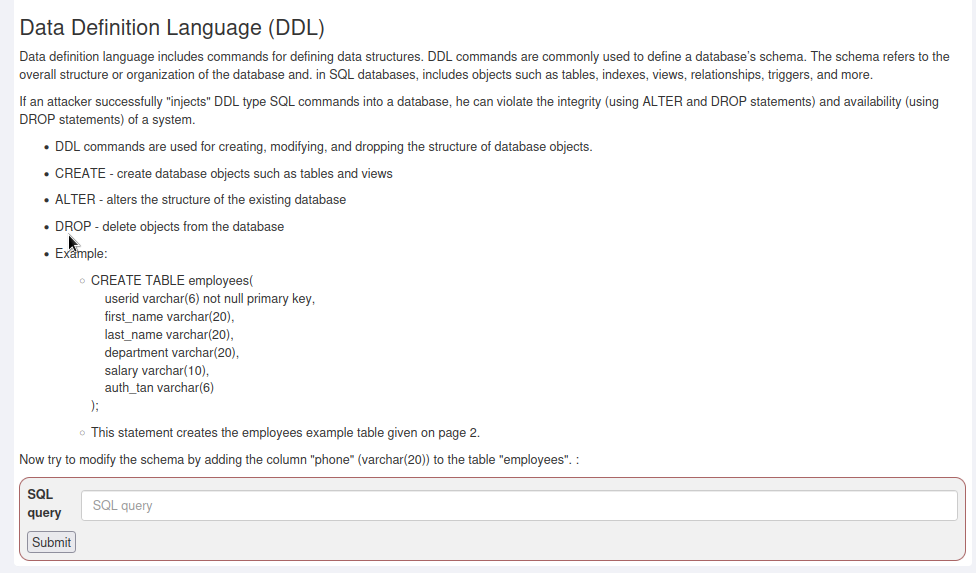 Data Definition Language (DDL)
Data definition language includes commands for defining data structures. DDL commands are commonly used to define a database's schema. The schema refers to the
overall structure or organization of the database and. in SQL databases, includes objects such as tables, indexes, views, relationships, triggers, and more.
If an attacker successfully "injects" DDL type SQL commands into a database, he can violate the integrity (using ALTER and DROP statements) and availability (using
DROP statements) of a system.
• DDL commands are used for creating, modifying, and dropping the structure of database objects.
• CREATE - create database objects such as tables and views
• ALTER - alters the structure of the existing database
• DROP - delete objects from the database
• Example:
○ CREATE TABLE employees(
userid varchar(6) not null primary key,
first_name varchar(20),
last_name varchar(20),
department varchar(20),
salary varchar(10),
auth_tan varchar(6)
);
○ This statement creates the employees example table given on page 2.
Now try to modify the schema by adding the column "phone" (varchar(20)) to the table "employees". :
SQL
query
SQL query
Submit